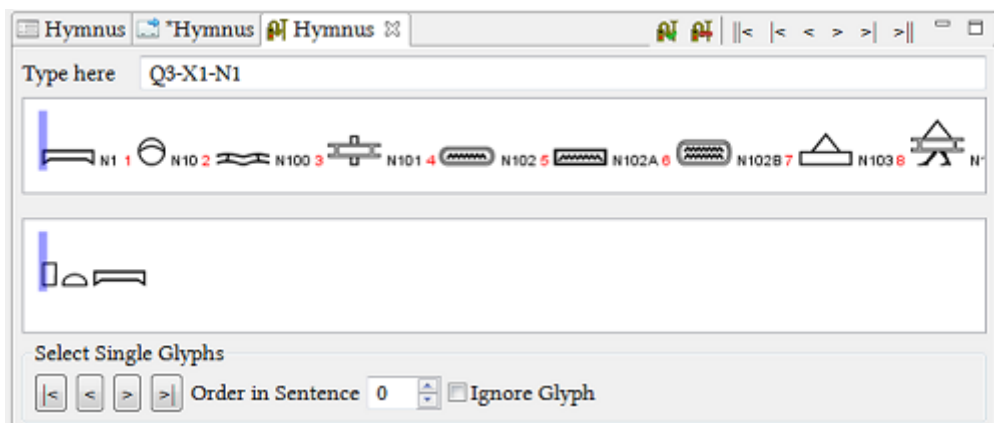 Hymnus *Hymnus Hymnus ||< |< < > >| >||
Type here Q3-X1-N1
N1 1 N10 2 N100 3 N101 4 N102 5 N102A 6 N102B 7 N103 8
Select Single Glyphs
|< < > >| Order in Sentence 0 Ignore Glyph